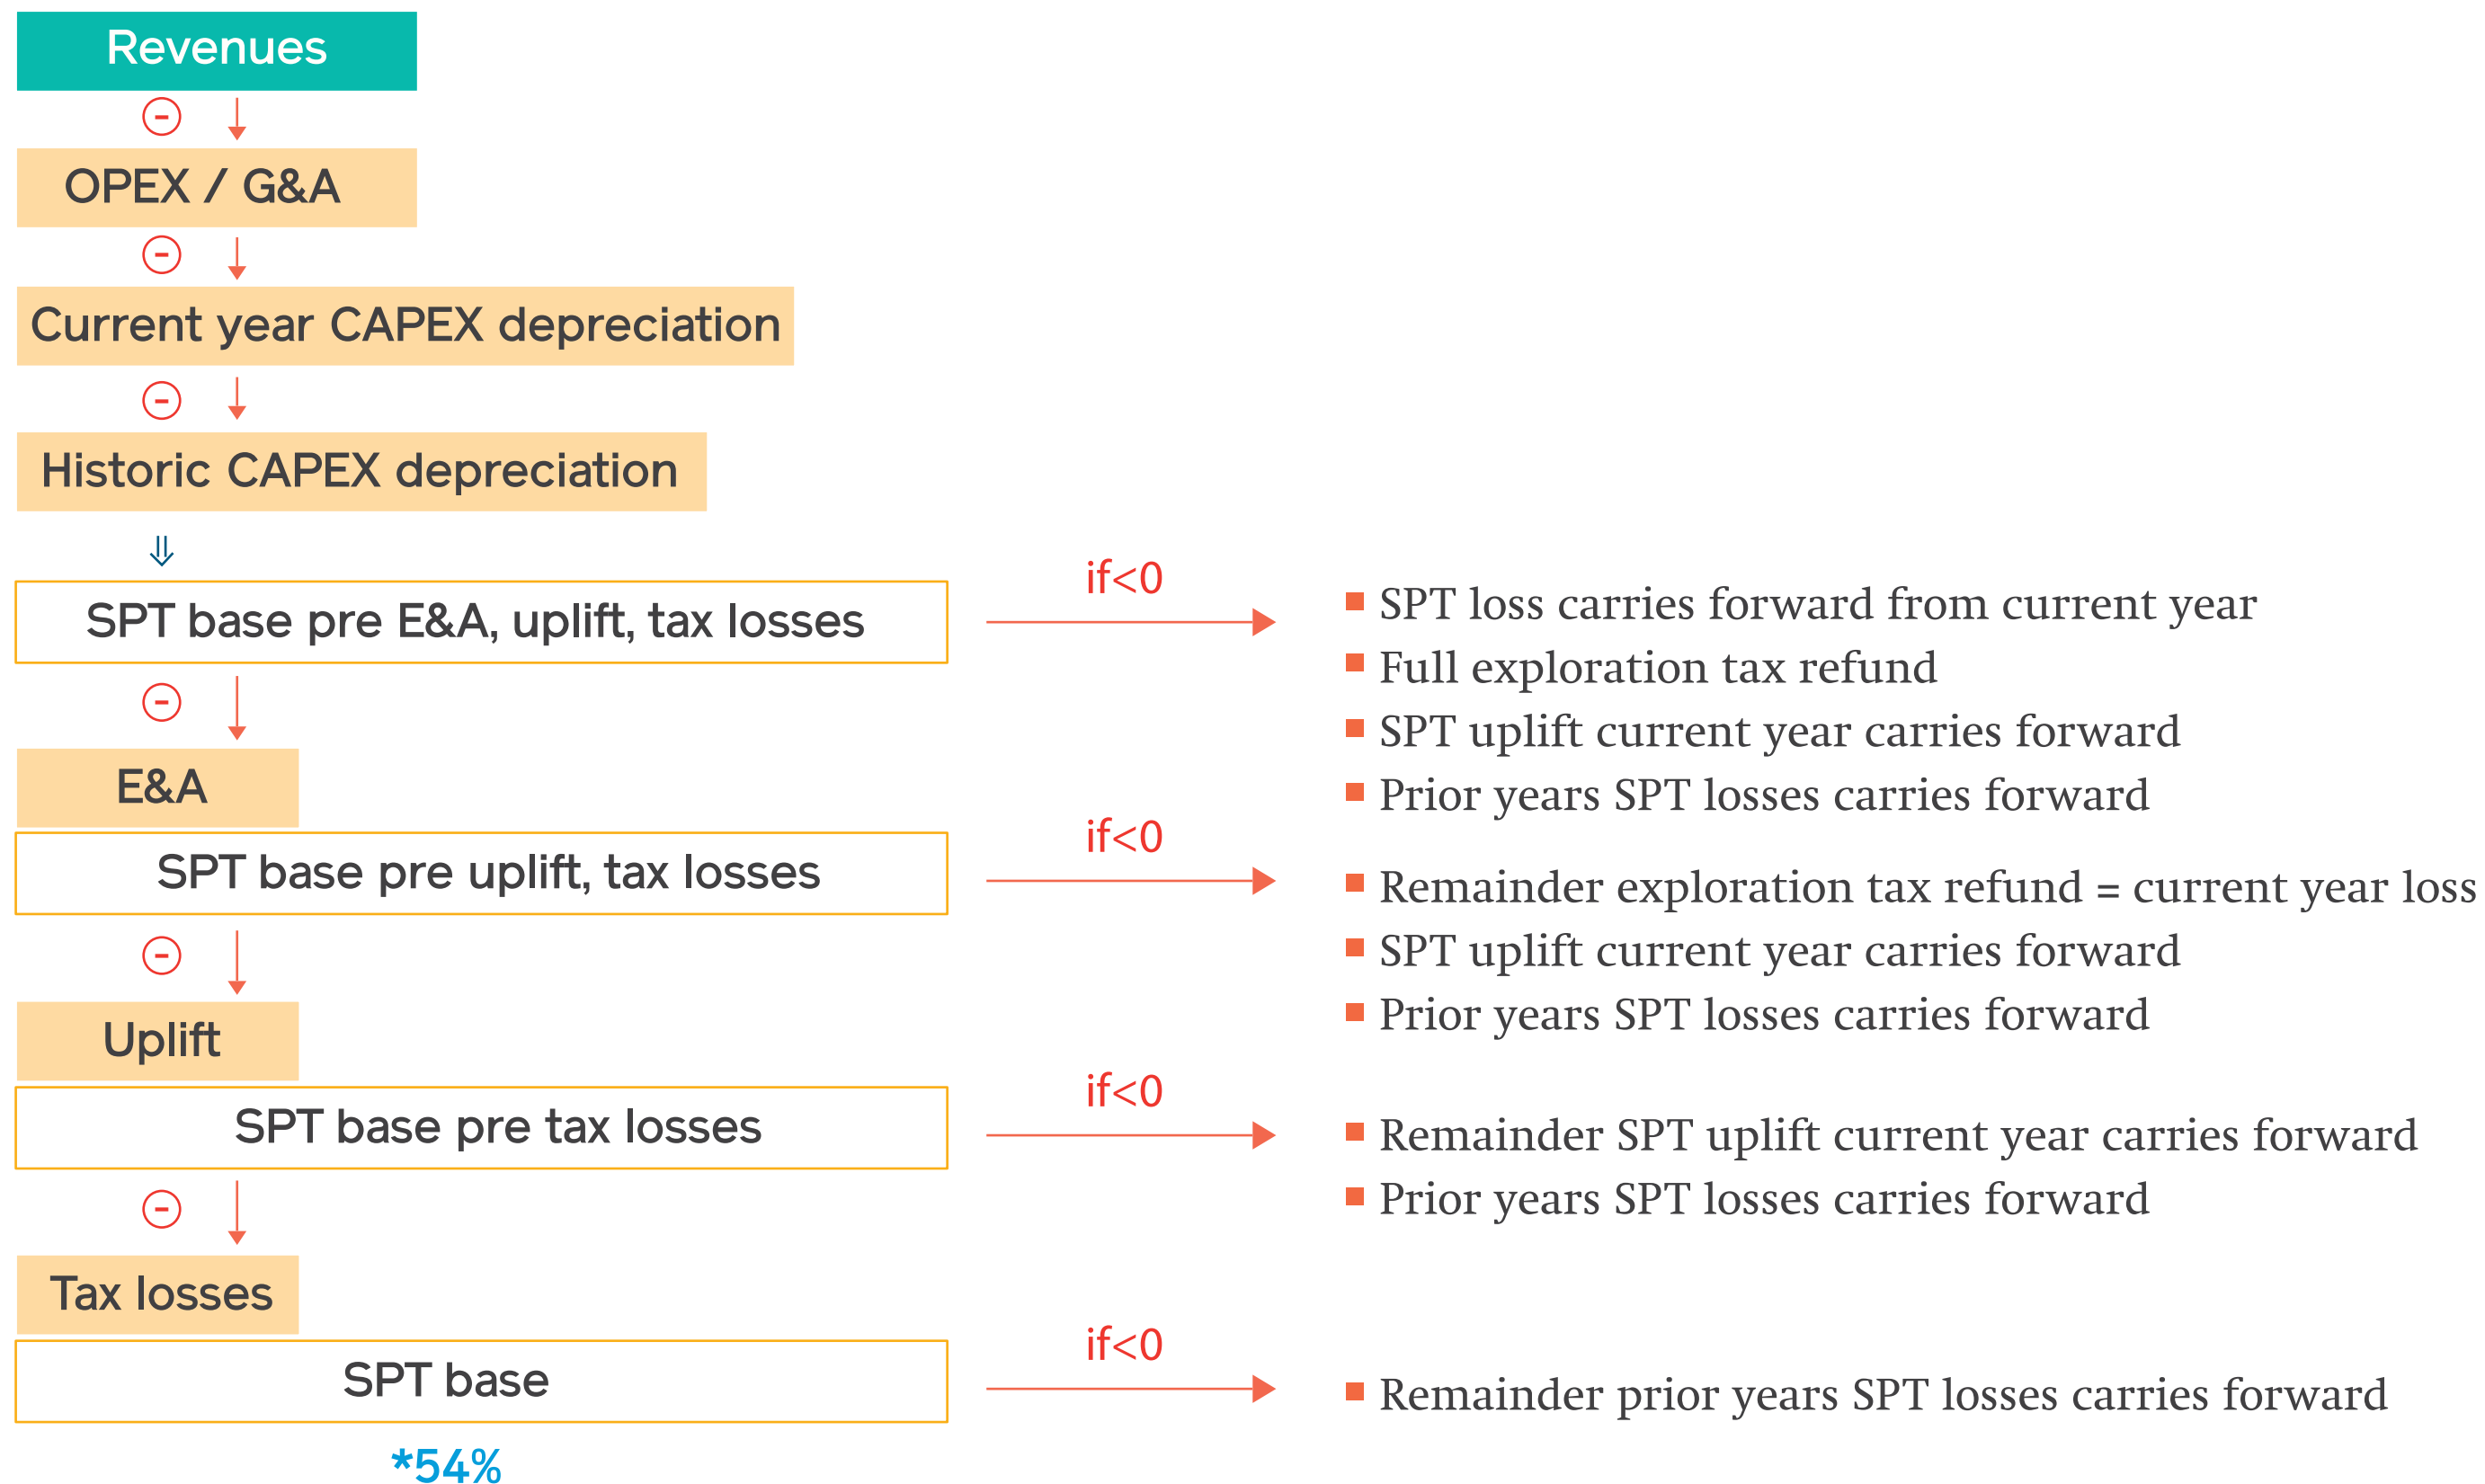 Revenues
-
OPEX / G&A
-
Current year CAPEX depreciation
-
Historic CAPEX depreciation
SPT base pre E&A, uplift, tax losses
if<0
SPT loss carries forward from current year
Full exploration tax refund
SPT uplift current year carries forward
Prior years SPT losses carries forward
-
E&A
SPT base pre uplift, tax losses
if<0
Remainder exploration tax refund = current year loss
SPT uplift current year carries forward
Prior years SPT losses carries forward
-
Uplift
SPT base pre tax losses
if<0
Remainder SPT uplift current year carries forward
Prior years SPT losses carries forward
-
Tax losses
SPT base
if<0
Remainder prior years SPT losses carries forward
*54%